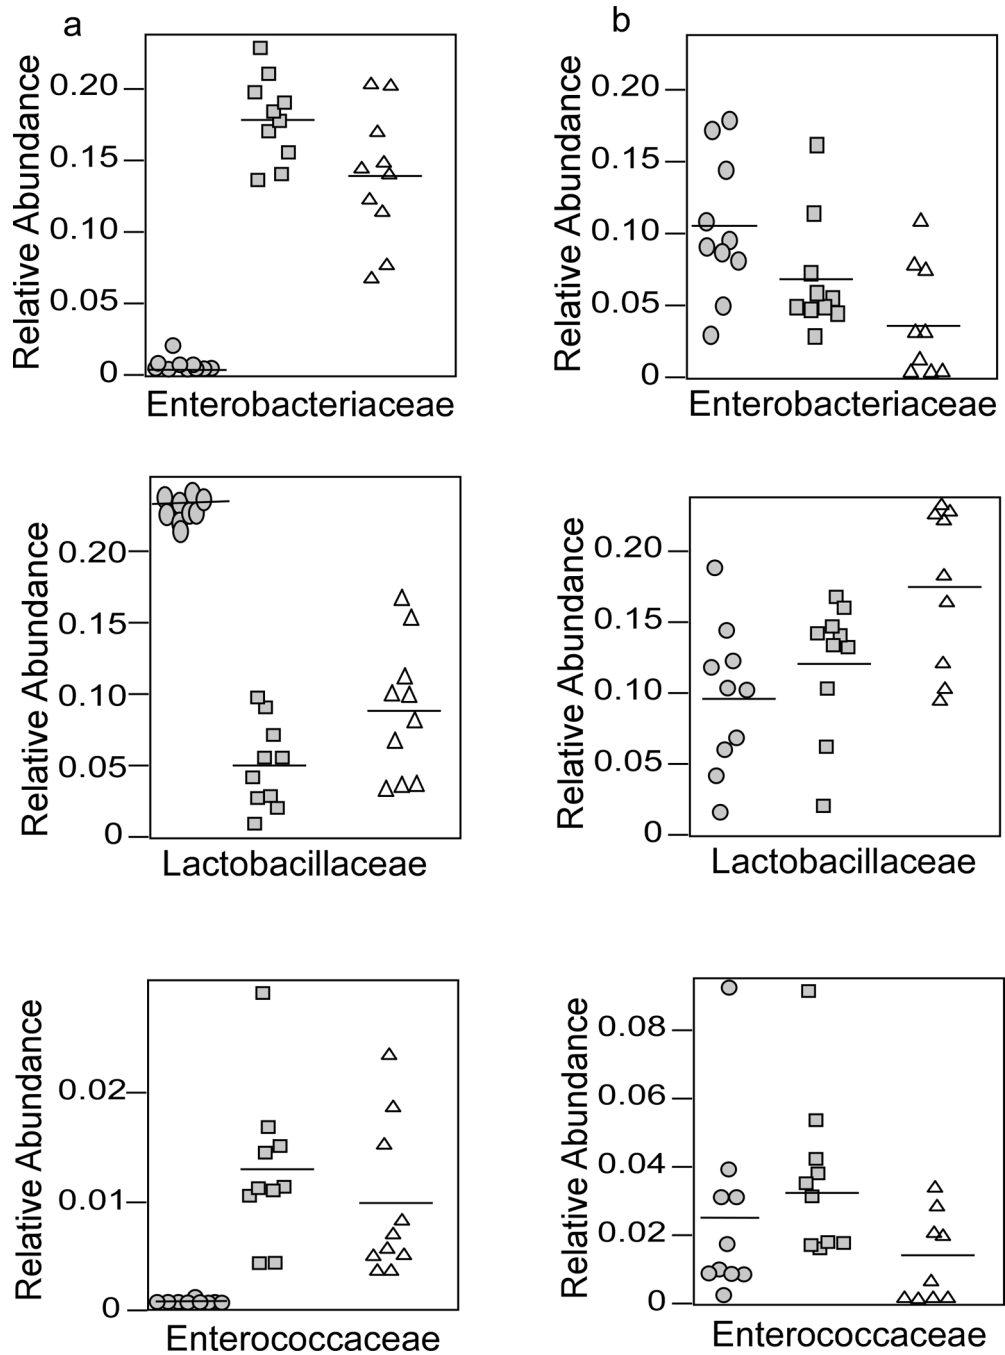 a
b
Relative Abundance
0.20
0.15
0.10
0.05
0
Enterobacteriaceae
Relative Abundance
0.20
0.15
0.10
0.05
0
Enterobacteriaceae
Relative Abundance
0.20
0.15
0.10
0.05
0
Lactobacillaceae
Relative Abundance
0.20
0.15
0.10
0.05
0
Lactobacillaceae
Relative Abundance
0.02
0.01
0
Enterococcaceae
Relative Abundance
0.08
0.06
0.04
0.02
0
Enterococcaceae